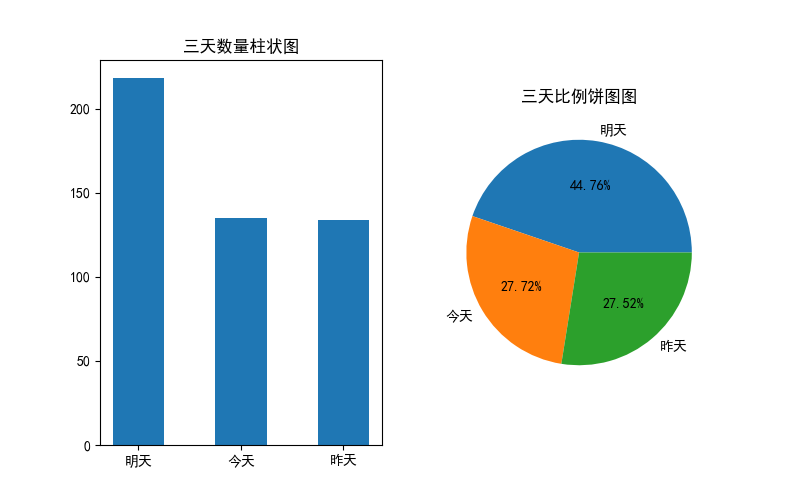 三天数量柱状图
200
150
100
50
0
明天 今天 昨天
三天比例饼图图
明天
44.76%
27.72%
27.52%
今天
昨天